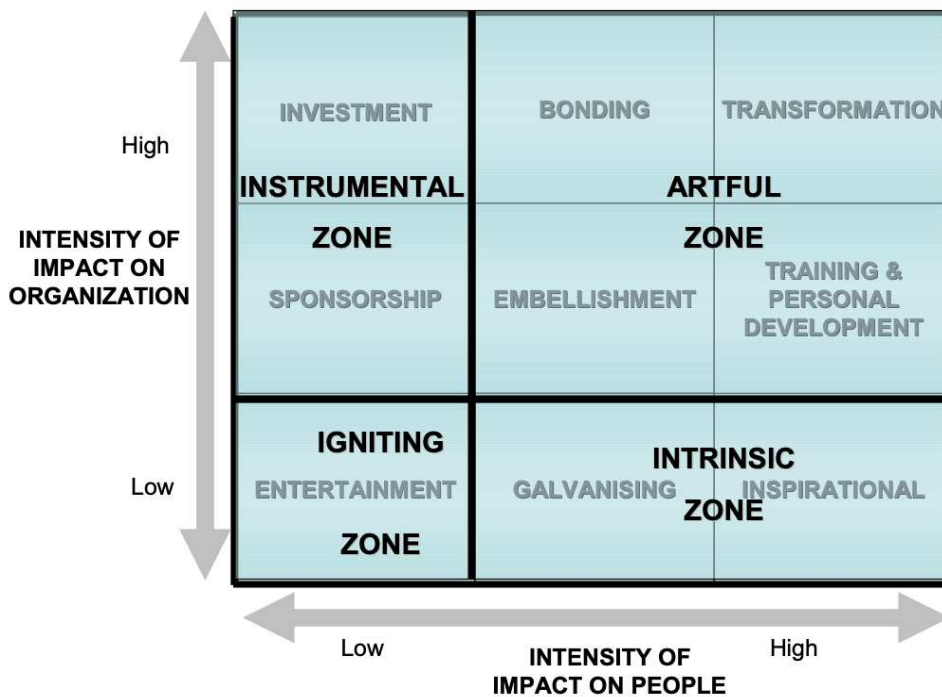 INVESTMENT
BONDING
TRANSFORMATION
High
INSTRUMENTAL
ARTFUL
INTENSITY OF
IMPACT ON
ORGANIZATION
ZONE
ZONE
SPONSORSHIP
EMBELLISHMENT
TRAINING &
PERSONAL
DEVELOPMENT
IGNITING
INTRINSIC
Low
ENTERTAINMENT
GALVANISING
INSPIRATIONAL
ZONE
ZONE
Low
High
INTENSITY OF
IMPACT ON PEOPLE